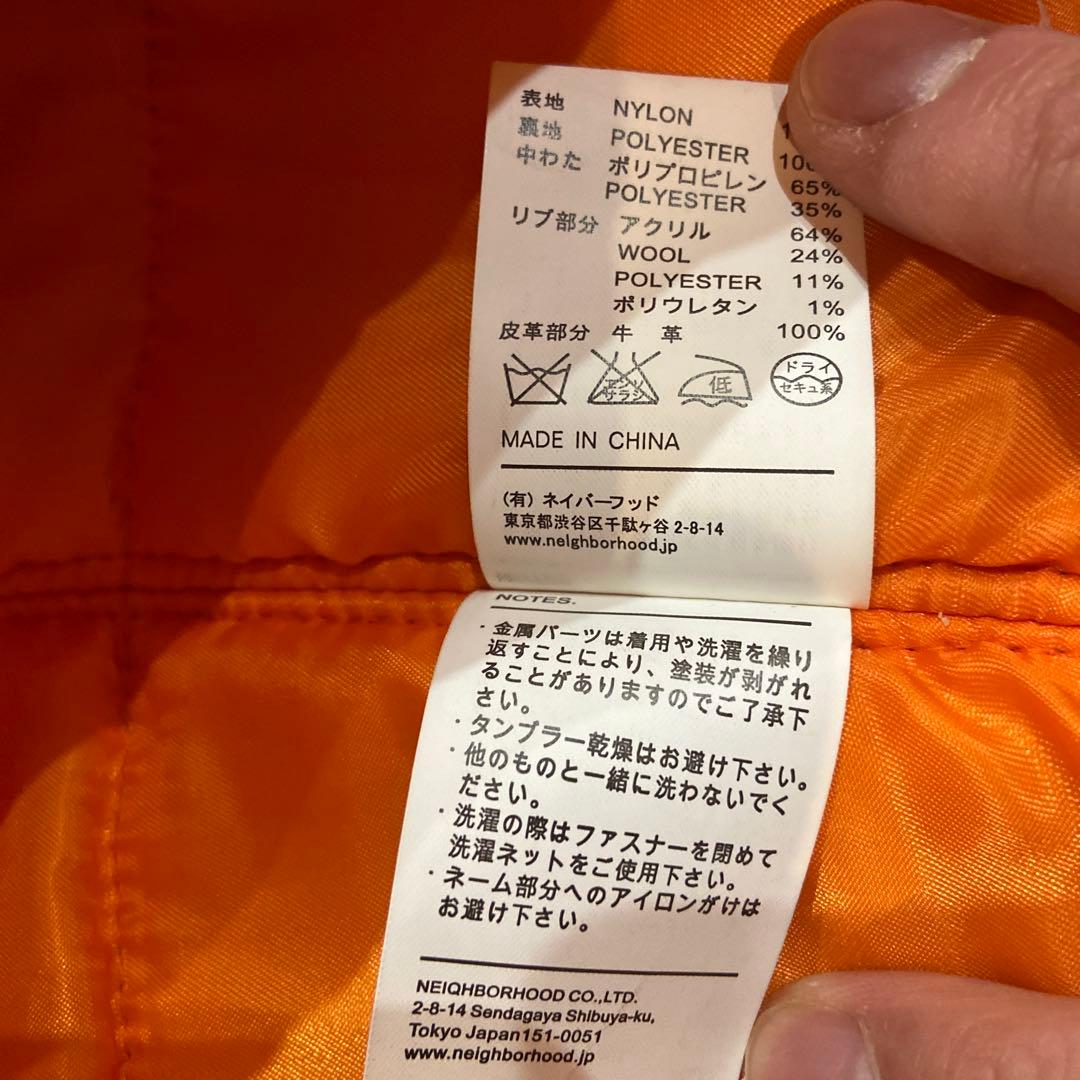 表地 NYLON
裏地 POLYESTER
中わた ポリプロピレン 65%
POLYESTER 35%
リブ部分 アクリル 64%
WOOL 24%
POLYESTER 11%
ポリウレタン 1%
皮革部分 牛 革 100%
エンソサラシ 低 ドライ セキユ系
MADE IN CHINA
(有) ネイバーフッド
東京都渋谷区千駄ヶ谷 2-8-14
www.neighborhood.jp
NOTES.
・金属パーツは着用や洗濯を繰り
返すことにより、塗装が剥がれ
ることがありますのでご了承下
さい。
・タンブラー乾燥はお避け下さい。
・他のものと一緒に洗わないでく
ださい。
・洗濯の際はファスナーを閉めて
洗濯ネットをご使用下さい。
・ネーム部分へのアイロンがけは
お避け下さい。
NEIQHBORHOOD CO.,LTD.
2-8-14 Sendagaya Shibuya-ku,
Tokyo Japan151-0051
www.neighborhood.jp